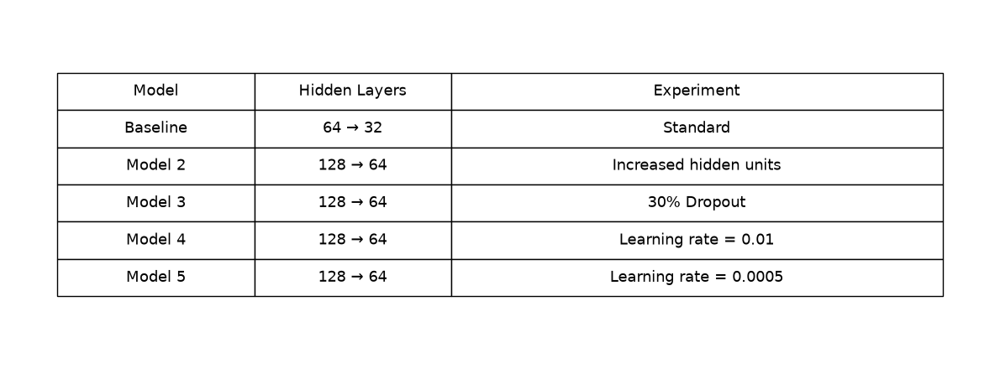 Model Hidden Layers Experiment
Baseline 64 → 32 Standard
Model 2 128 → 64 Increased hidden units
Model 3 128 → 64 30% Dropout
Model 4 128 → 64 Learning rate = 0.01
Model 5 128 → 64 Learning rate = 0.0005